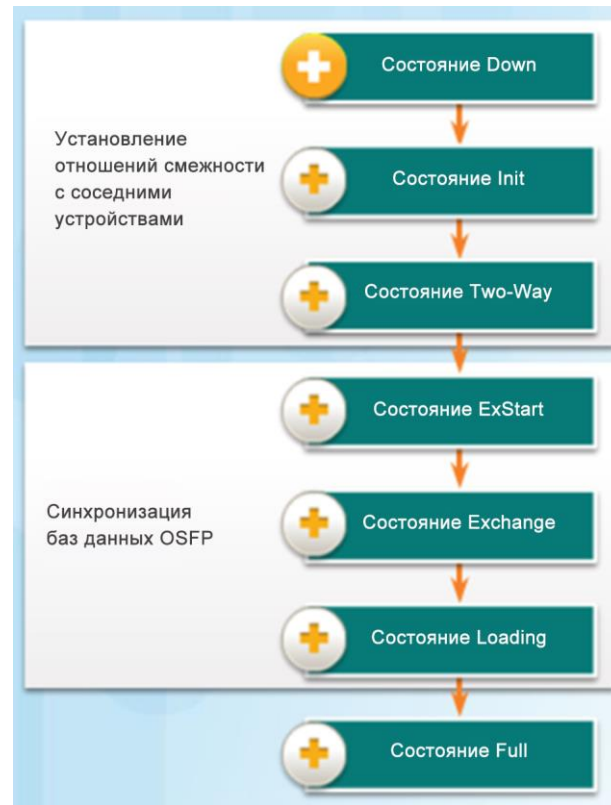 Состояние Down
Установление
отношений смежности
с соседними
устройствами
Состояние Init
Состояние Two-Way
Состояние ExStart
Синхронизация
баз данных OSFP
Состояние Exchange
Состояние Loading
Состояние Full